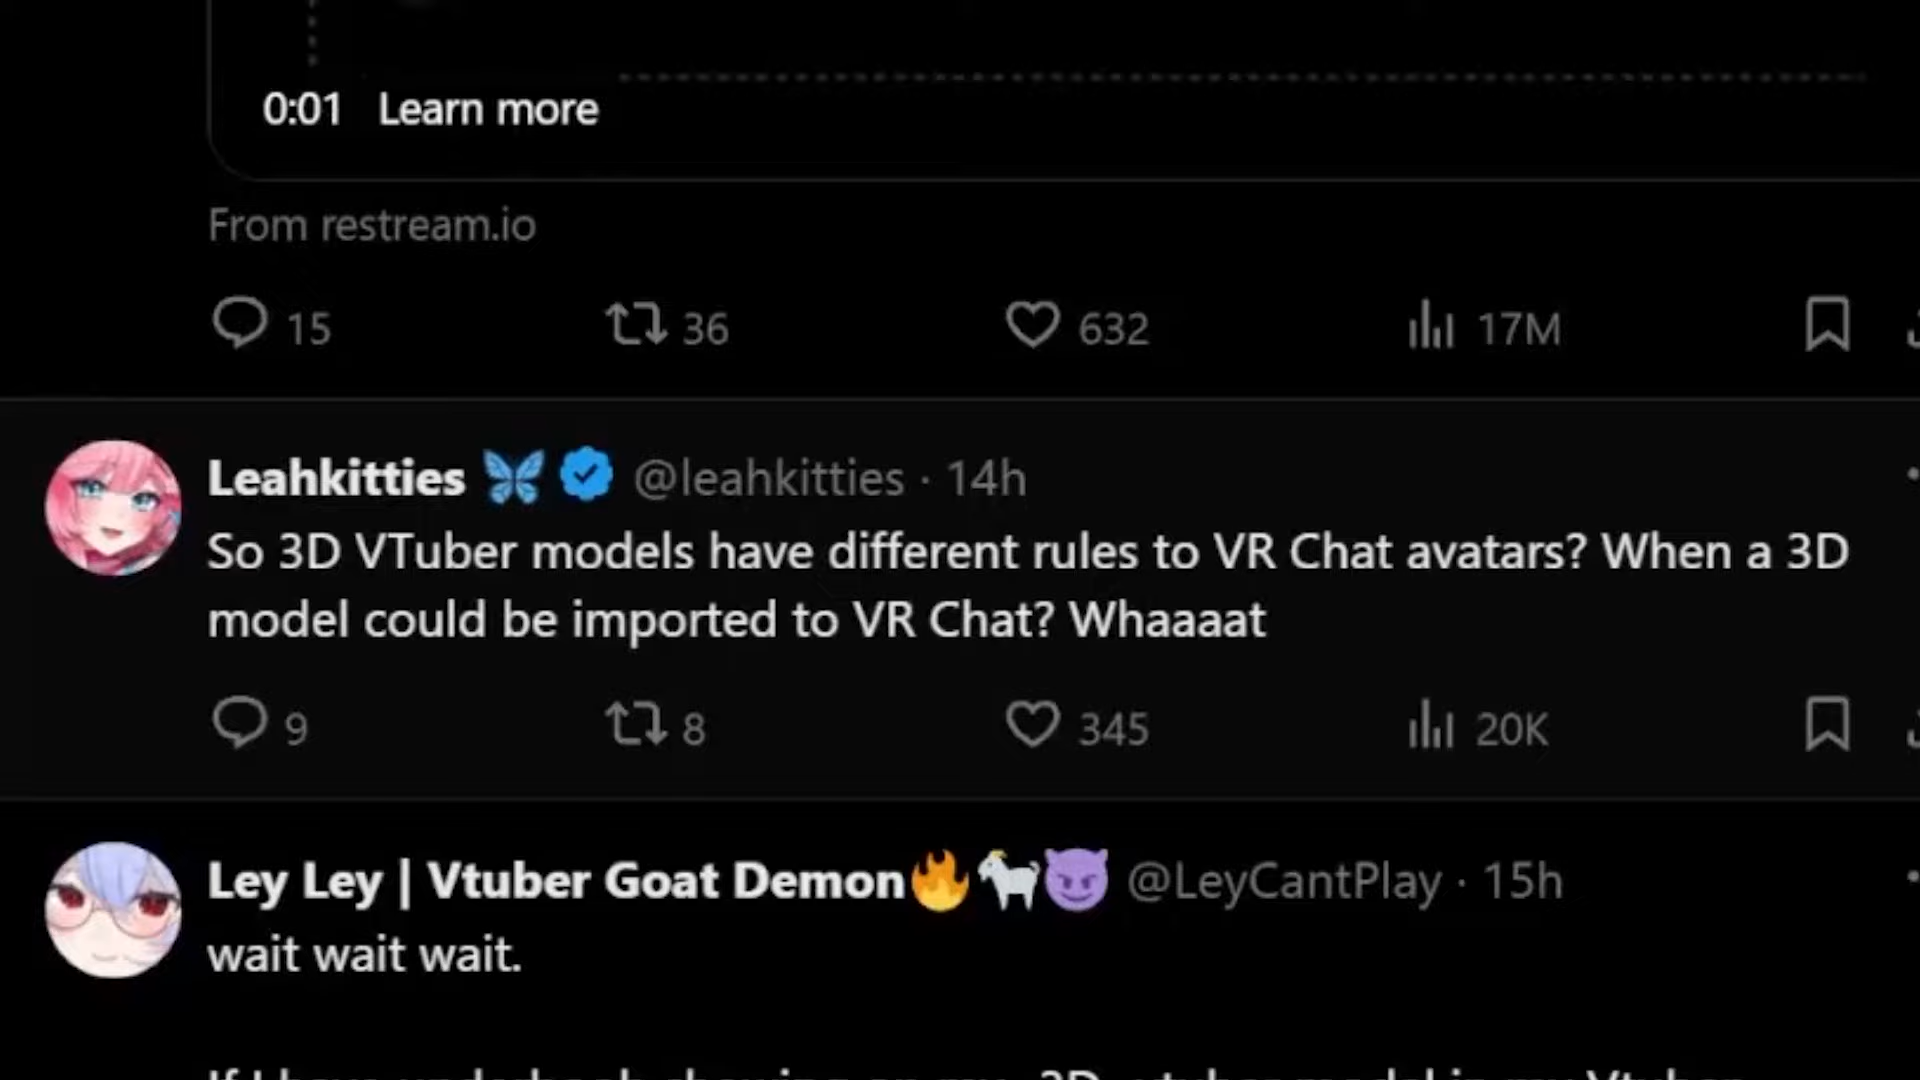 0:01 Learn more
From restream.io
15 36 632 17M
Leahkitties 🦋 @leahkitties · 14h
So 3D VTuber models have different rules to VR Chat avatars? When a 3D
model could be imported to VR Chat? Whaaaat
9 8 345 20K
Ley Ley | Vtuber Goat Demon🔥🐐😈 @LeyCantPlay · 15h
wait wait wait.